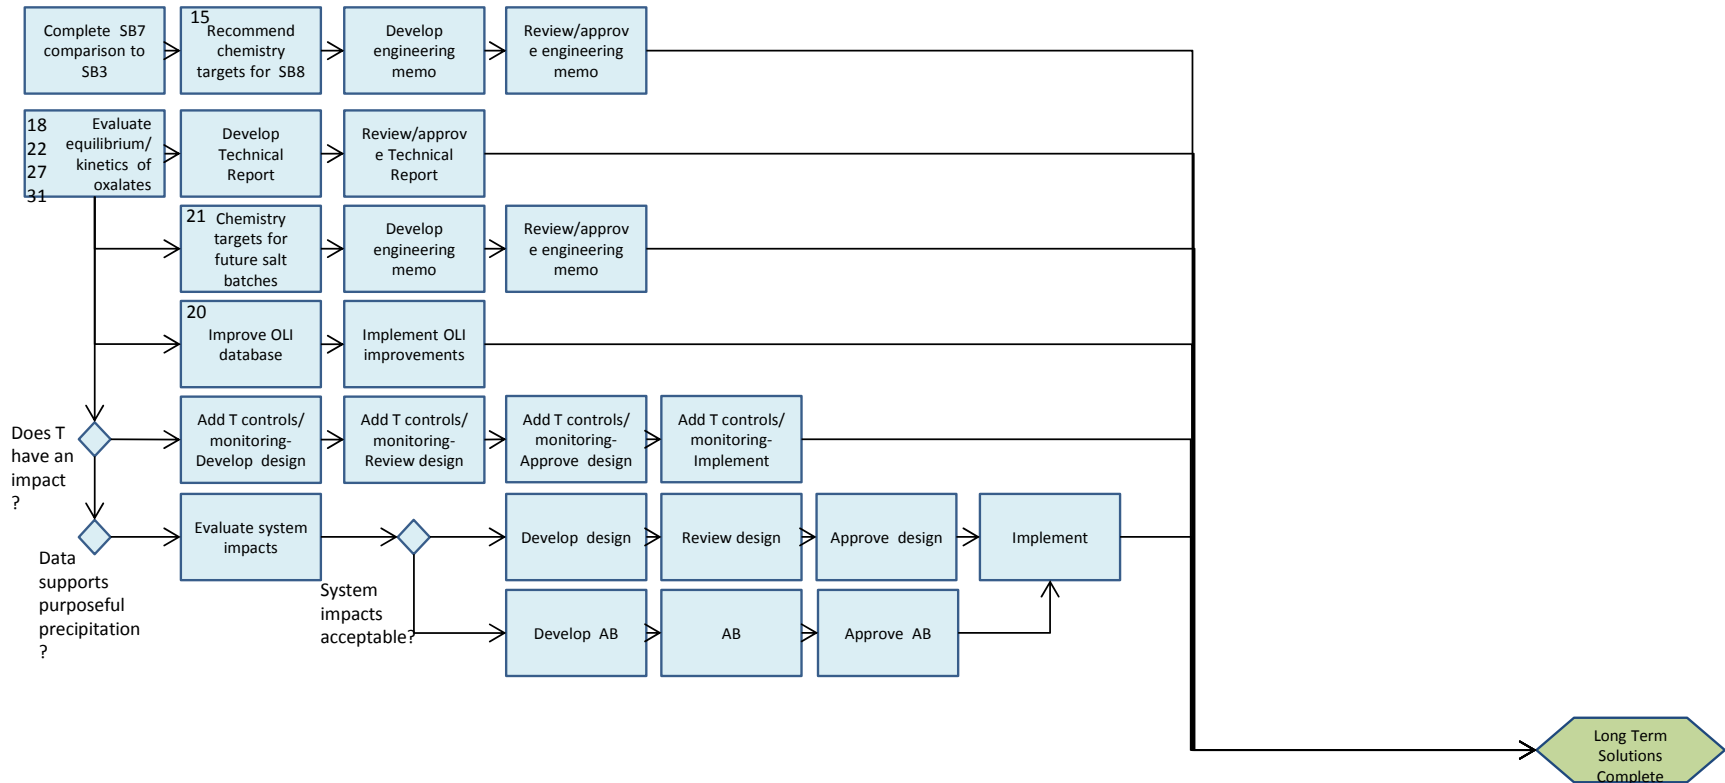 15
Complete SB7
comparison to
SB3
Recommend
chemistry
targets for SB8
Develop
engineering
memo
Review/approv
e engineering
memo
18
22
27
31
Evaluate
equilibrium/
kinetics of
oxalates
Develop
Technical
Report
Review/approv
e Technical
Report
21
Chemistry
targets for
future salt
batches
Develop
engineering
memo
Review/approv
e engineering
memo
20
Improve OLI
database
Implement OLI
improvements
Does T
have an
impact
?
Add T controls/
monitoring-
Develop design
Add T controls/
monitoring-
Review design
Add T controls/
monitoring-
Approve design
Add T controls/
monitoring-
Implement
Data
supports
purposeful
precipitation
?
Evaluate system
impacts
System
impacts
acceptable?
Develop design
Review design
Approve design
Implement
Develop AB
AB
Approve AB
Long Term
Solutions
Complete